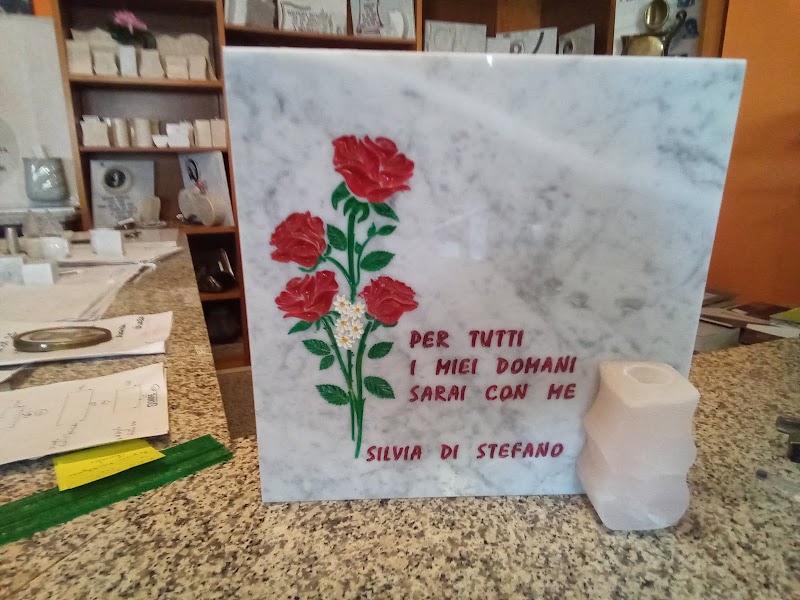 PER TUTTI
I MIEI DOMANI
SARAI CON ME
SILVIA DI STEFANO